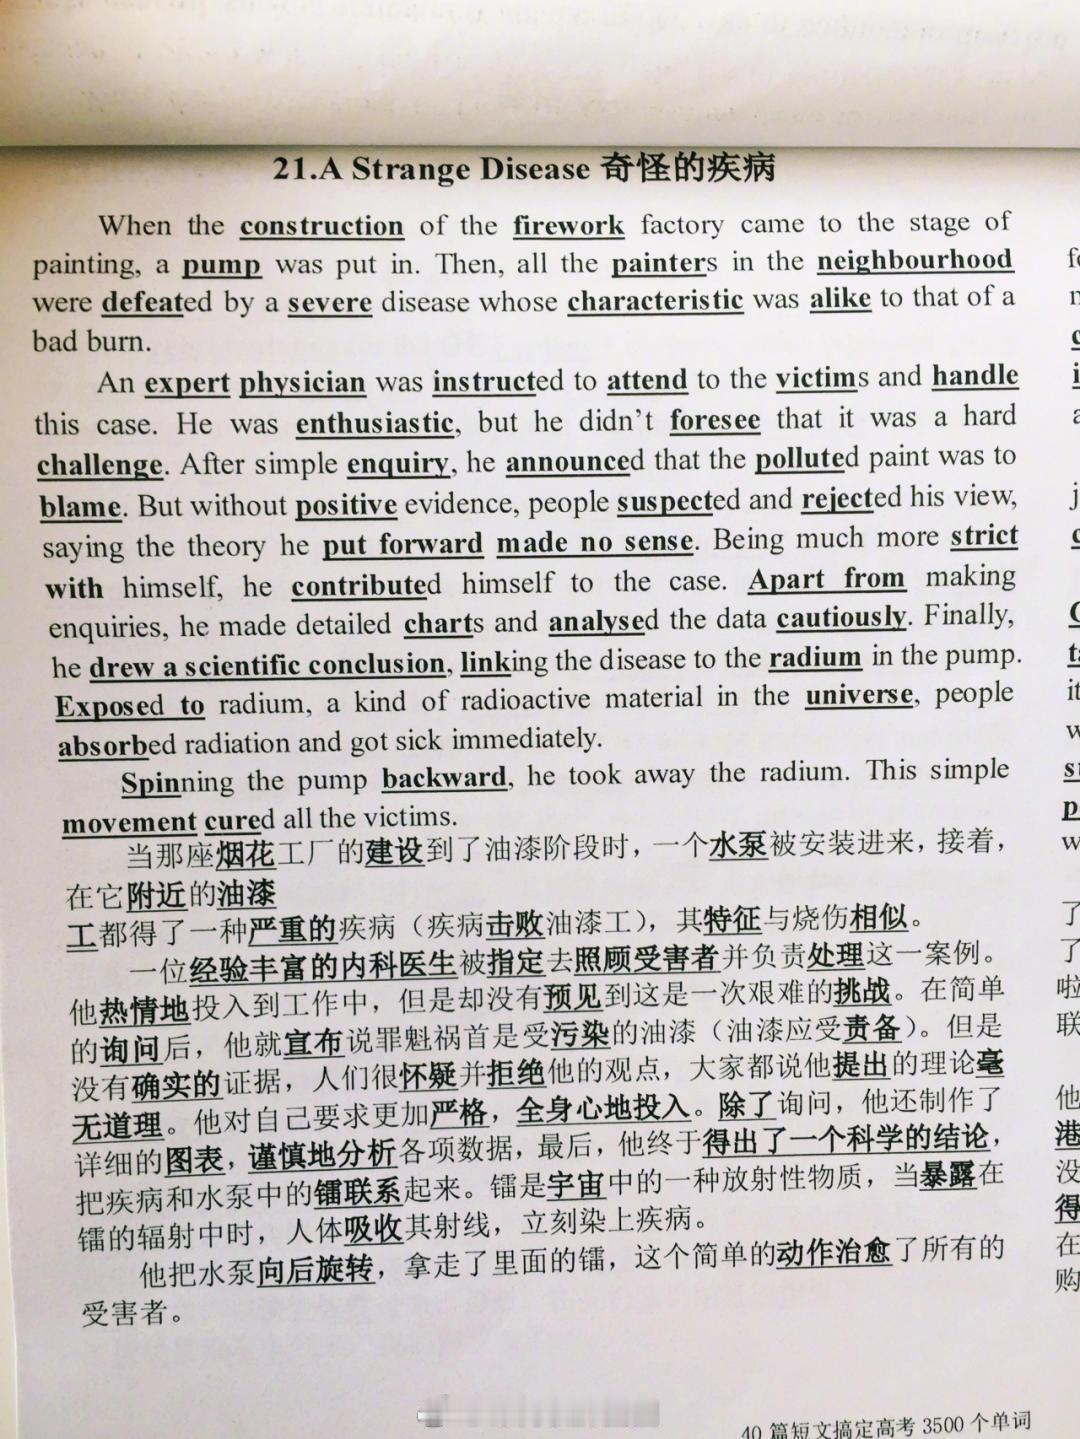 21.A Strange Disease 奇怪的疾病
When the construction of the firework factory came to the stage of
painting, a pump was put in. Then, all the painters in the neighbourhood
were defeated by a severe disease whose characteristic was alike to that of a
bad burn.
An expert physician was instructed to attend to the victims and handle
this case. He was enthusiastic, but he didn't foresee that it was a hard
challenge. After simple enquiry, he announced that the polluted paint was to
blame. But without positive evidence, people suspected and rejected his view,
saying the theory he put forward made no sense. Being much more strict
with himself, he contributed himself to the case. Apart from making
enquiries, he made detailed charts and analysed the data cautiously. Finally,
he drew a scientific conclusion, linking the disease to the radium in the pump.
Exposed to radium, a kind of radioactive material in the universe, people
absorbed radiation and got sick immediately.
Spinning the pump backward, he took away the radium. This simple
movement cured all the victims.
当那座烟花工厂的建设到了油漆阶段时，一个水泵被安装进来，接着，
在它附近的油漆
工都得了一种严重的疾病（疾病击败油漆工），其特征与烧伤相似。
一位经验丰富的内科医生被指定去照顾受害者并负责处理这一案例。
他热情地投入到工作中，但是却没有预见到这是一次艰难的挑战。在简单
的询问后，他就宣布说罪魁祸首是受污染的油漆（油漆应受责备）。但是
没有确实的证据，人们很怀疑并拒绝他的观点，大家都说他提出的理论毫
无道理。他对自己要求更加严格，全身心地投入。除了询问，他还制作了
详细的图表，谨慎地分析各项数据，最后，他终于得出了一个科学的结论，
把疾病和水泵中的镭联系起来。镭是宇宙中的一种放射性物质，当暴露在
镭的辐射中时，人体吸收其射线，立刻染上疾病。
他把水泵向后旋转，拿走了里面的镭，这个简单的动作治愈了所有的
受害者。
40 篇短文搞定高考 3500 个单词